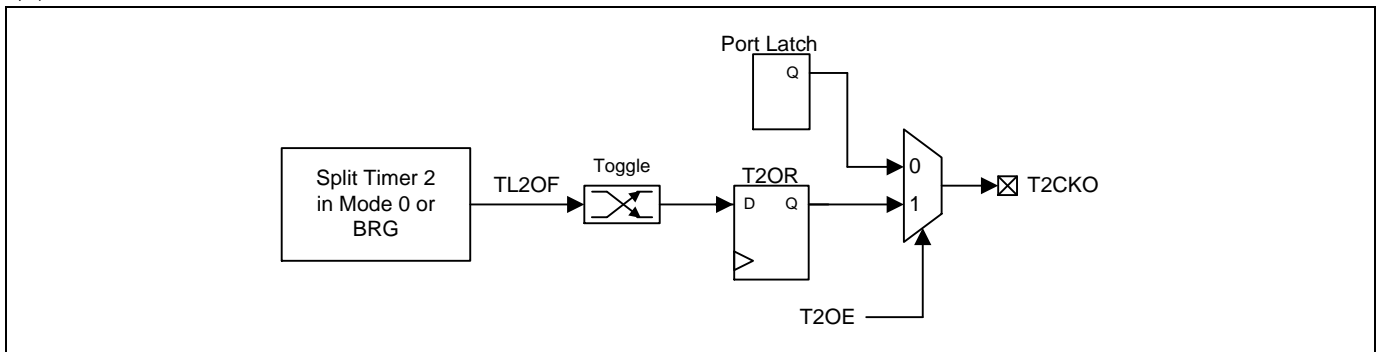 Port Latch
Q
Split Timer 2
in Mode 0 or
BRG
TL2OF
Toggle
T2OR
D Q
0
1
T2CKO
T2OE